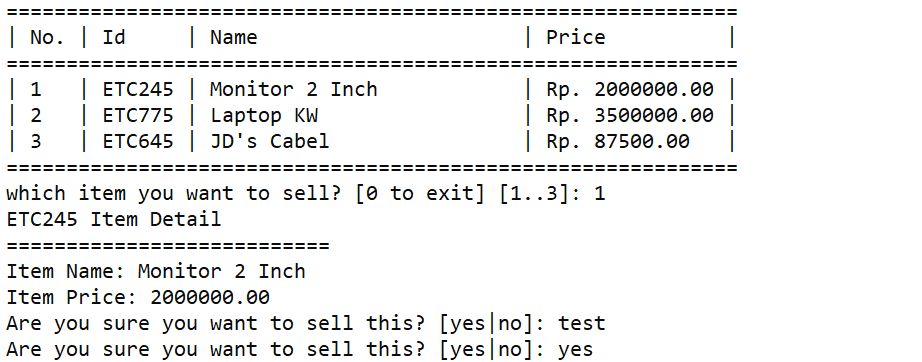 =============================================================
| No. | Id     | Name                      | Price          |
=============================================================
| 1   | ETC245 | Monitor 2 Inch            | Rp. 2000000.00 |
| 2   | ETC775 | Laptop KW                 | Rp. 3500000.00 |
| 3   | ETC645 | JD's Cabel                | Rp. 87500.00   |
=============================================================
which item you want to sell? [0 to exit] [1..3]: 1
ETC245 Item Detail
===========================
Item Name: Monitor 2 Inch
Item Price: 2000000.00
Are you sure you want to sell this? [yes|no]: test
Are you sure you want to sell this? [yes|no]: yes